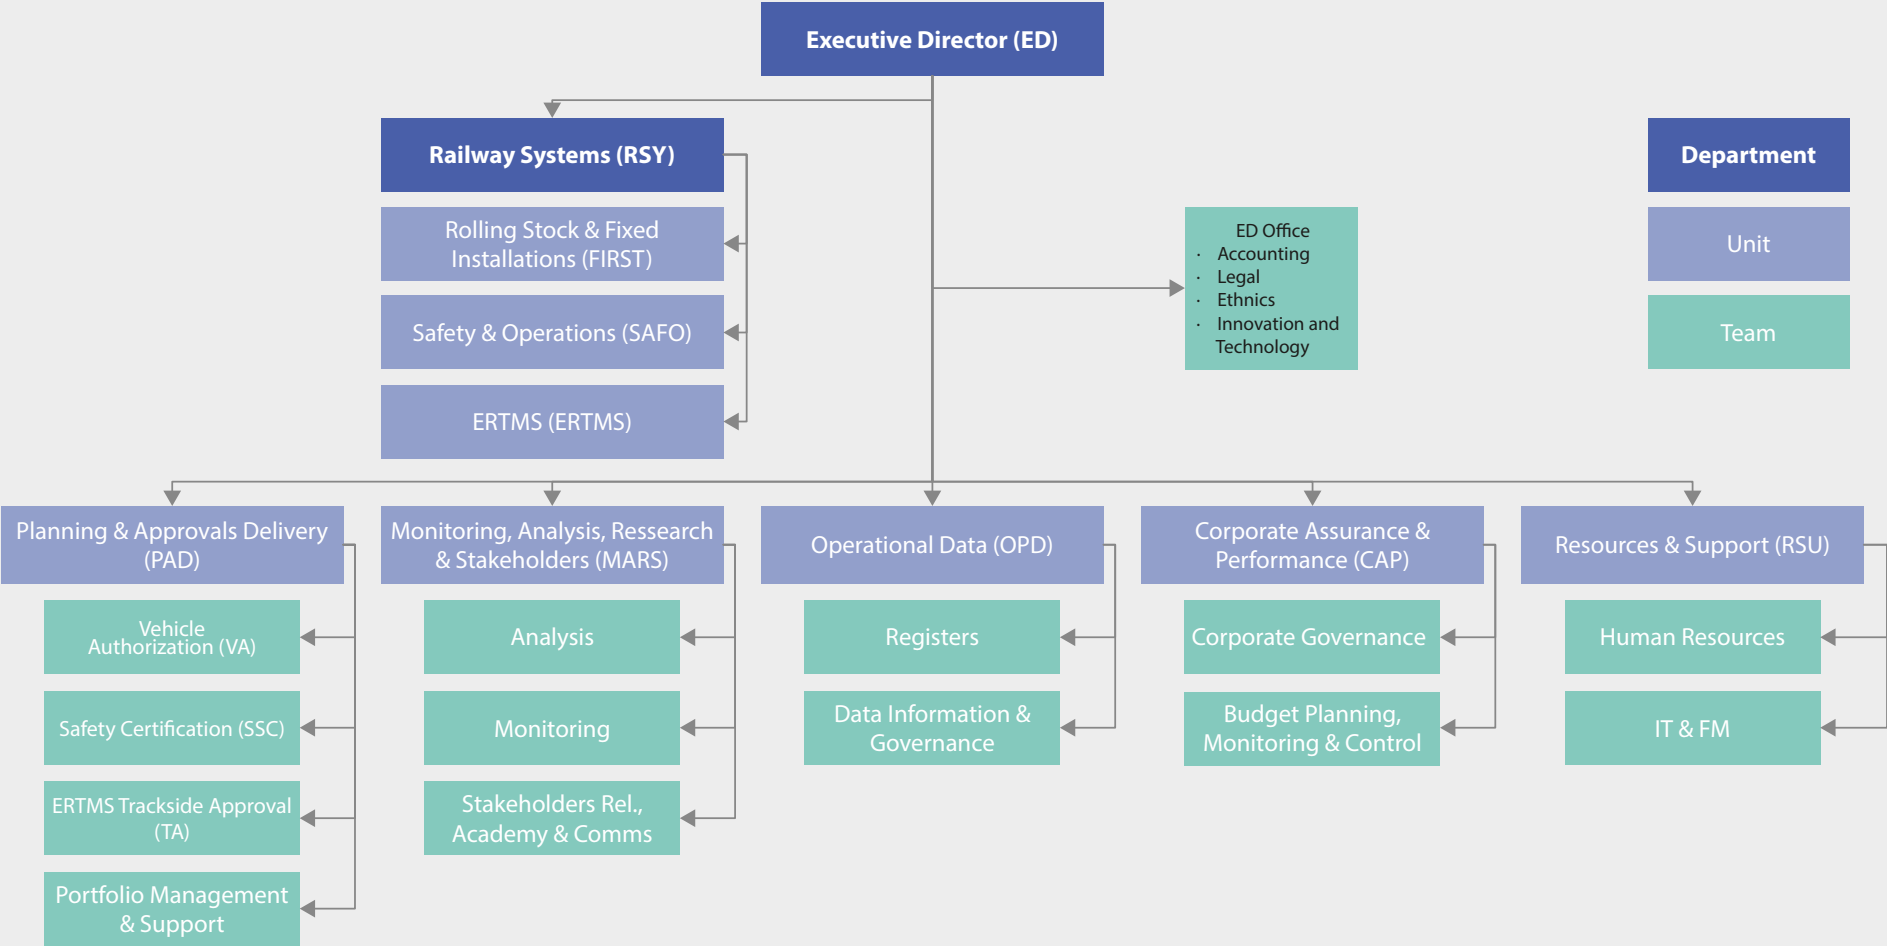 Executive Director (ED)
Railway Systems (RSY)
Department
Rolling Stock & Fixed
Installations (FIRST)
Unit
ED Office
· Accounting
· Legal
· Ethnics
· Innovation and
Technology
Safety & Operations (SAFO)
Team
ERTMS (ERTMS)
Planning & Approvals Delivery
(PAD)
Monitoring, Analysis, Ressearch
& Stakeholders (MARS)
Operational Data (OPD)
Corporate Assurance &
Performance (CAP)
Resources & Support (RSU)
Vehicle
Authorization (VA)
Analysis
Registers
Corporate Governance
Human Resources
Safety Certification (SSC)
Monitoring
Data Information &
Governance
Budget Planning,
Monitoring & Control
IT & FM
ERTMS Trackside Approval
(TA)
Stakeholders Rel.,
Academy & Comms
Portfolio Management
& Support